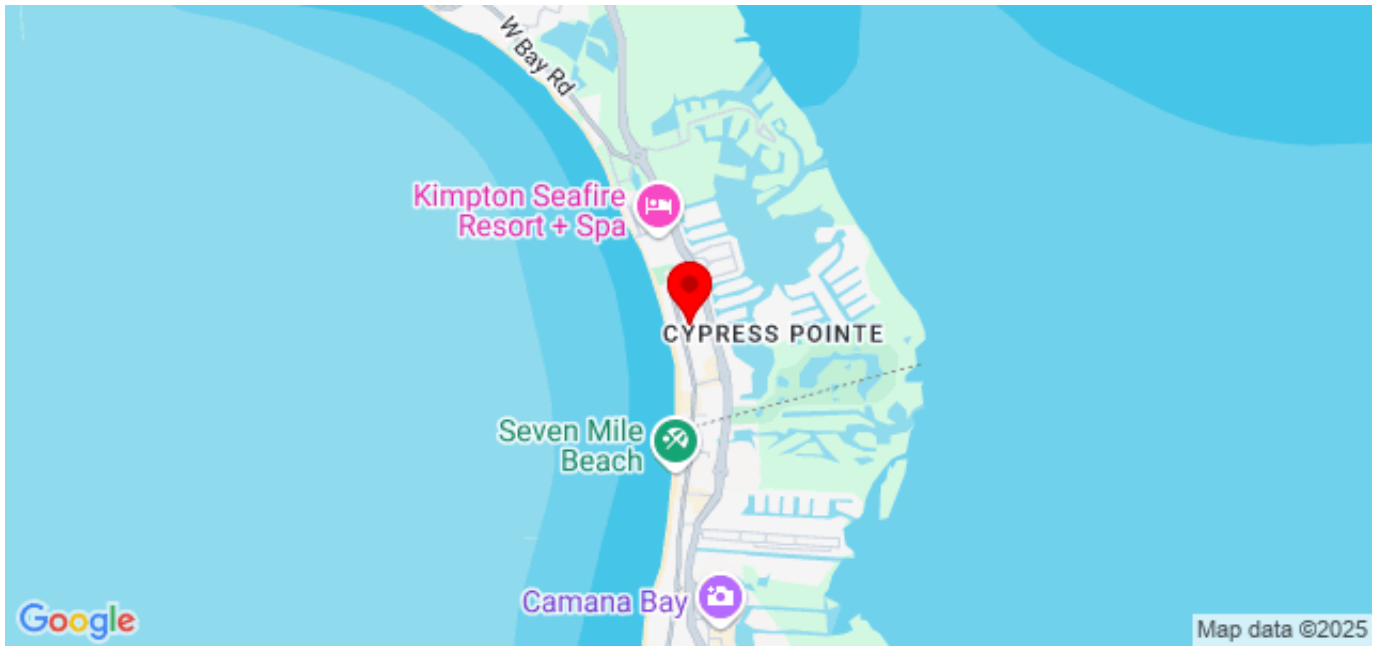 W Bay Rd
Kimpton Seafire
Resort + Spa
CYPRESS POINTE
Seven Mile
Beach
Camana Bay
Google
Map data ©2025